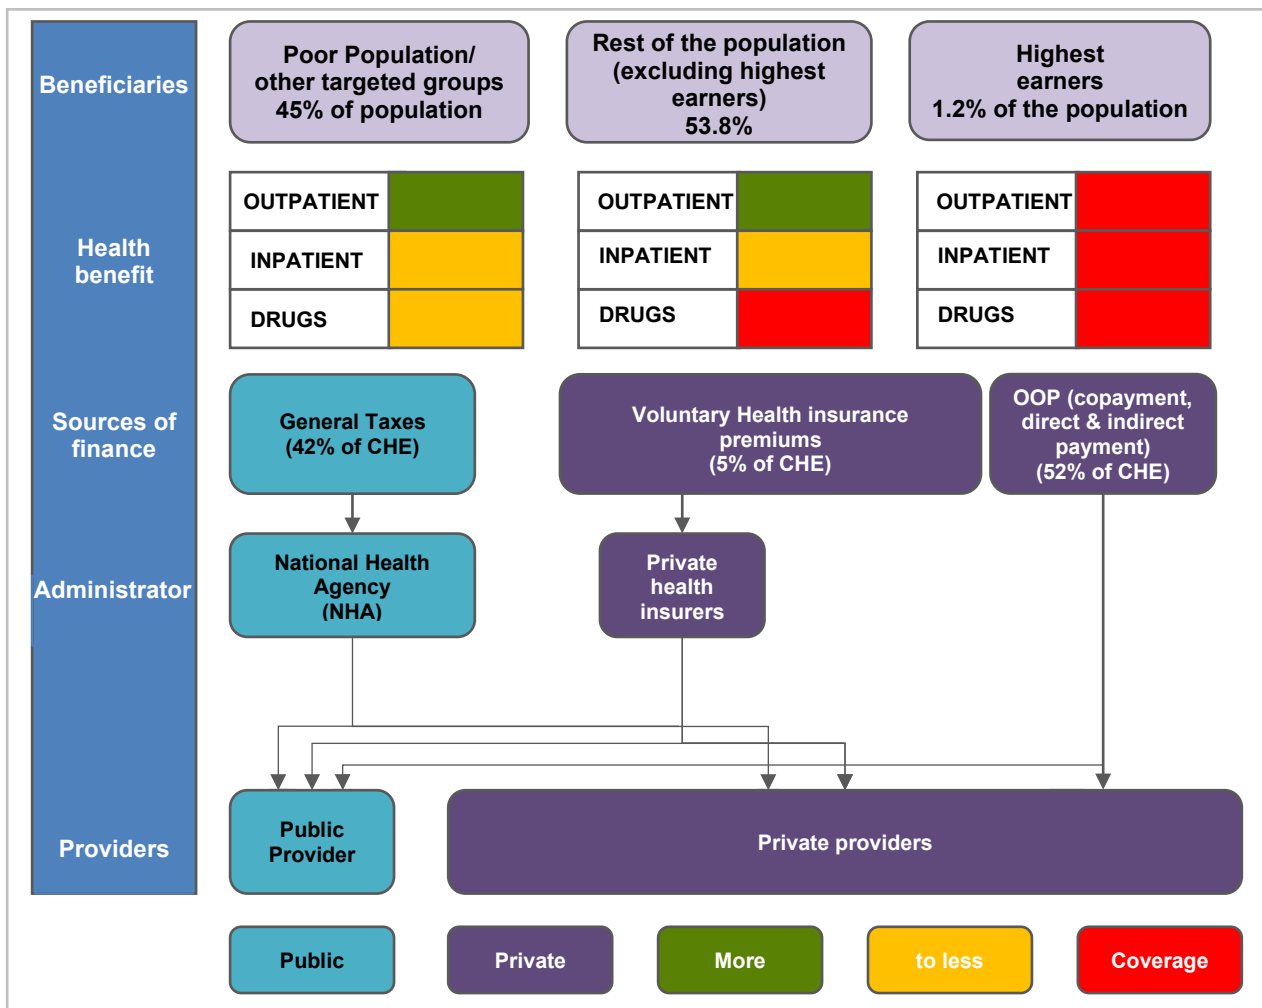 Beneficiaries
Poor Population/
other targeted groups
45% of population
Rest of the population
(excluding highest
earners)
53.8%
Highest
earners
1.2% of the population
Health
benefit
OUTPATIENT
INPATIENT
DRUGS
OUTPATIENT
INPATIENT
DRUGS
OUTPATIENT
INPATIENT
DRUGS
Sources of
finance
General Taxes
(42% of CHE)
Voluntary Health insurance
premiums
(5% of CHE)
OOP (copayment,
direct & indirect
payment)
(52% of CHE)
Administrator
National Health
Agency
(NHA)
Private
health
insurers
Providers
Public
Provider
Private providers
Public
Private
More
to less
Coverage